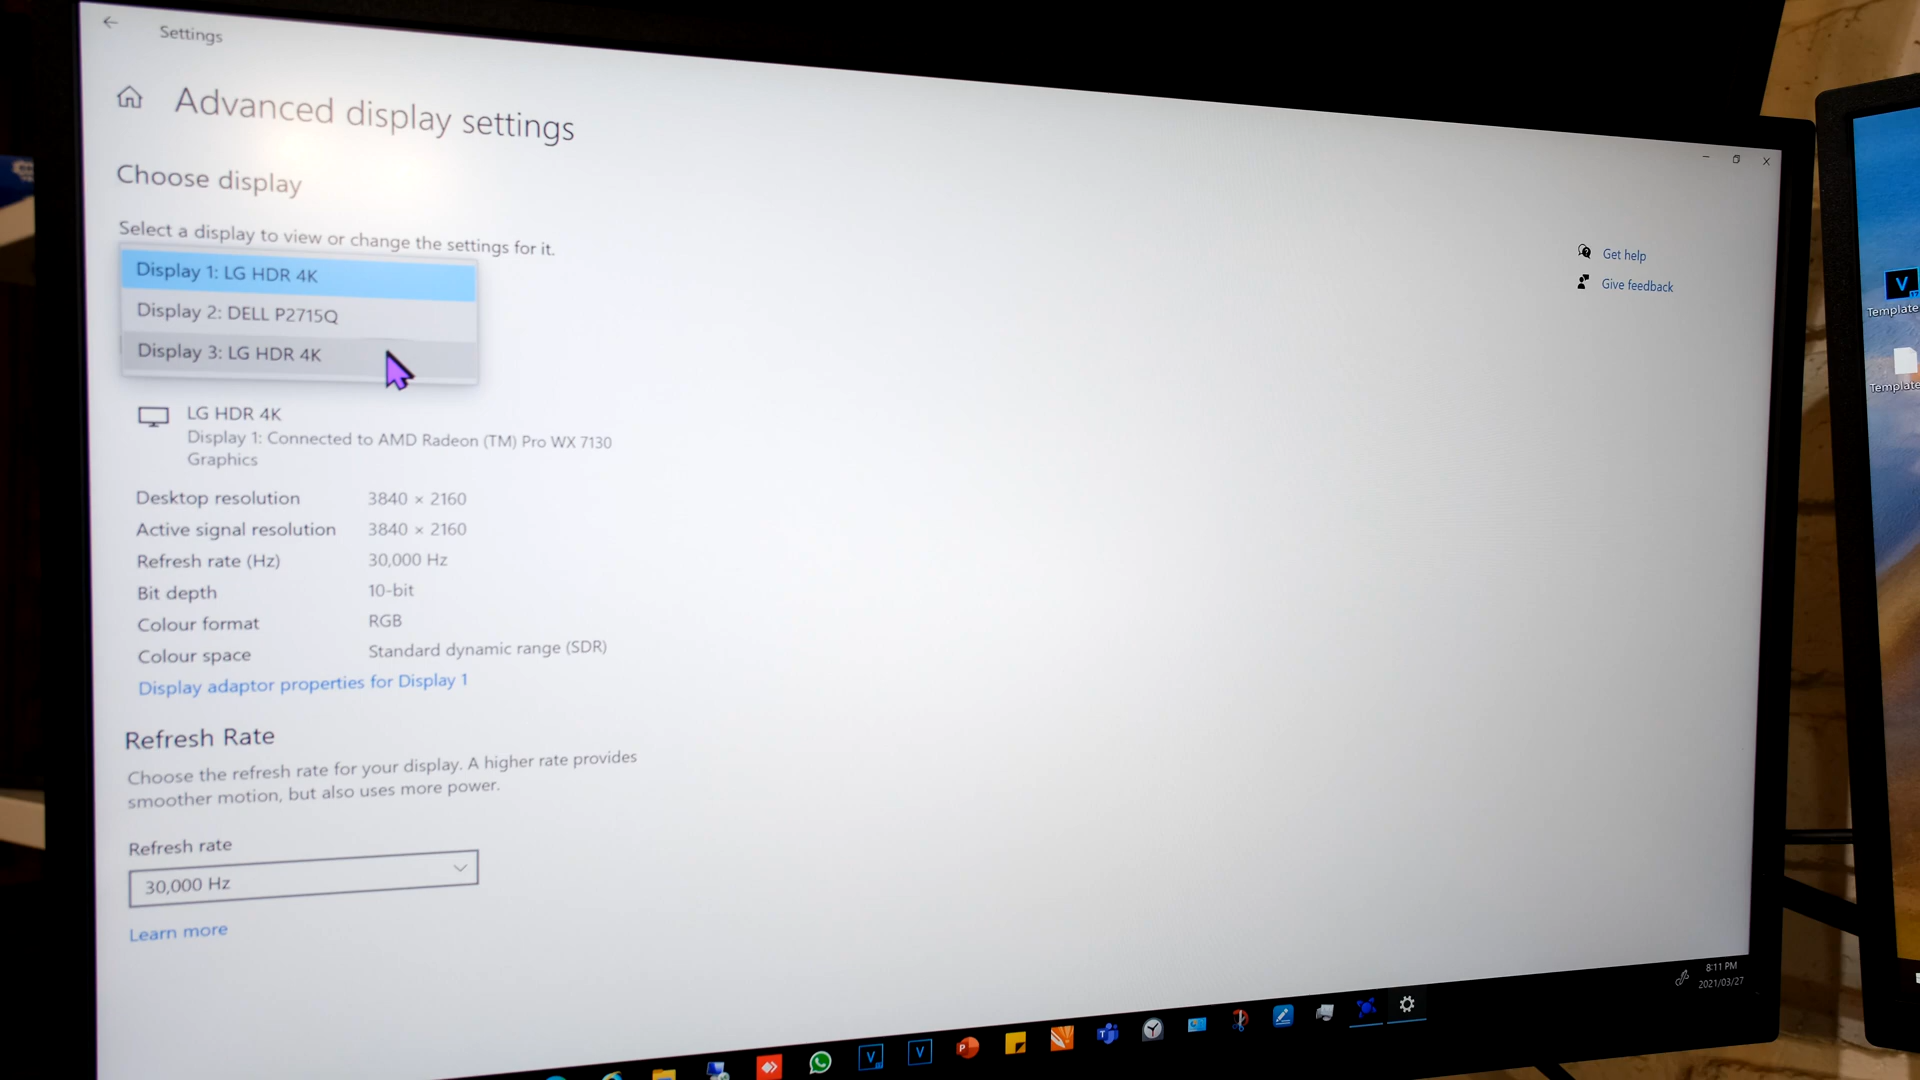 Settings
Advanced display settings
Choose display
Select a display to view or change the settings for it.
Display 1: LG HDR 4K
Display 2: DELL P2715Q
Display 3: LG HDR 4K
LG HDR 4K
Display 1: Connected to AMD Radeon (TM) Pro WX 7130
Graphics
Desktop resolution 3840 × 2160
Active signal resolution 3840 × 2160
Refresh rate (Hz) 30,000 Hz
Bit depth 10-bit
Colour format RGB
Colour space Standard dynamic range (SDR)
Display adaptor properties for Display 1
Refresh Rate
Choose the refresh rate for your display. A higher rate provides
smoother motion, but also uses more power.
Refresh rate
30,000 Hz
Learn more
Get help
Give feedback
8:11 PM
2021/03/27
V
Template
Template